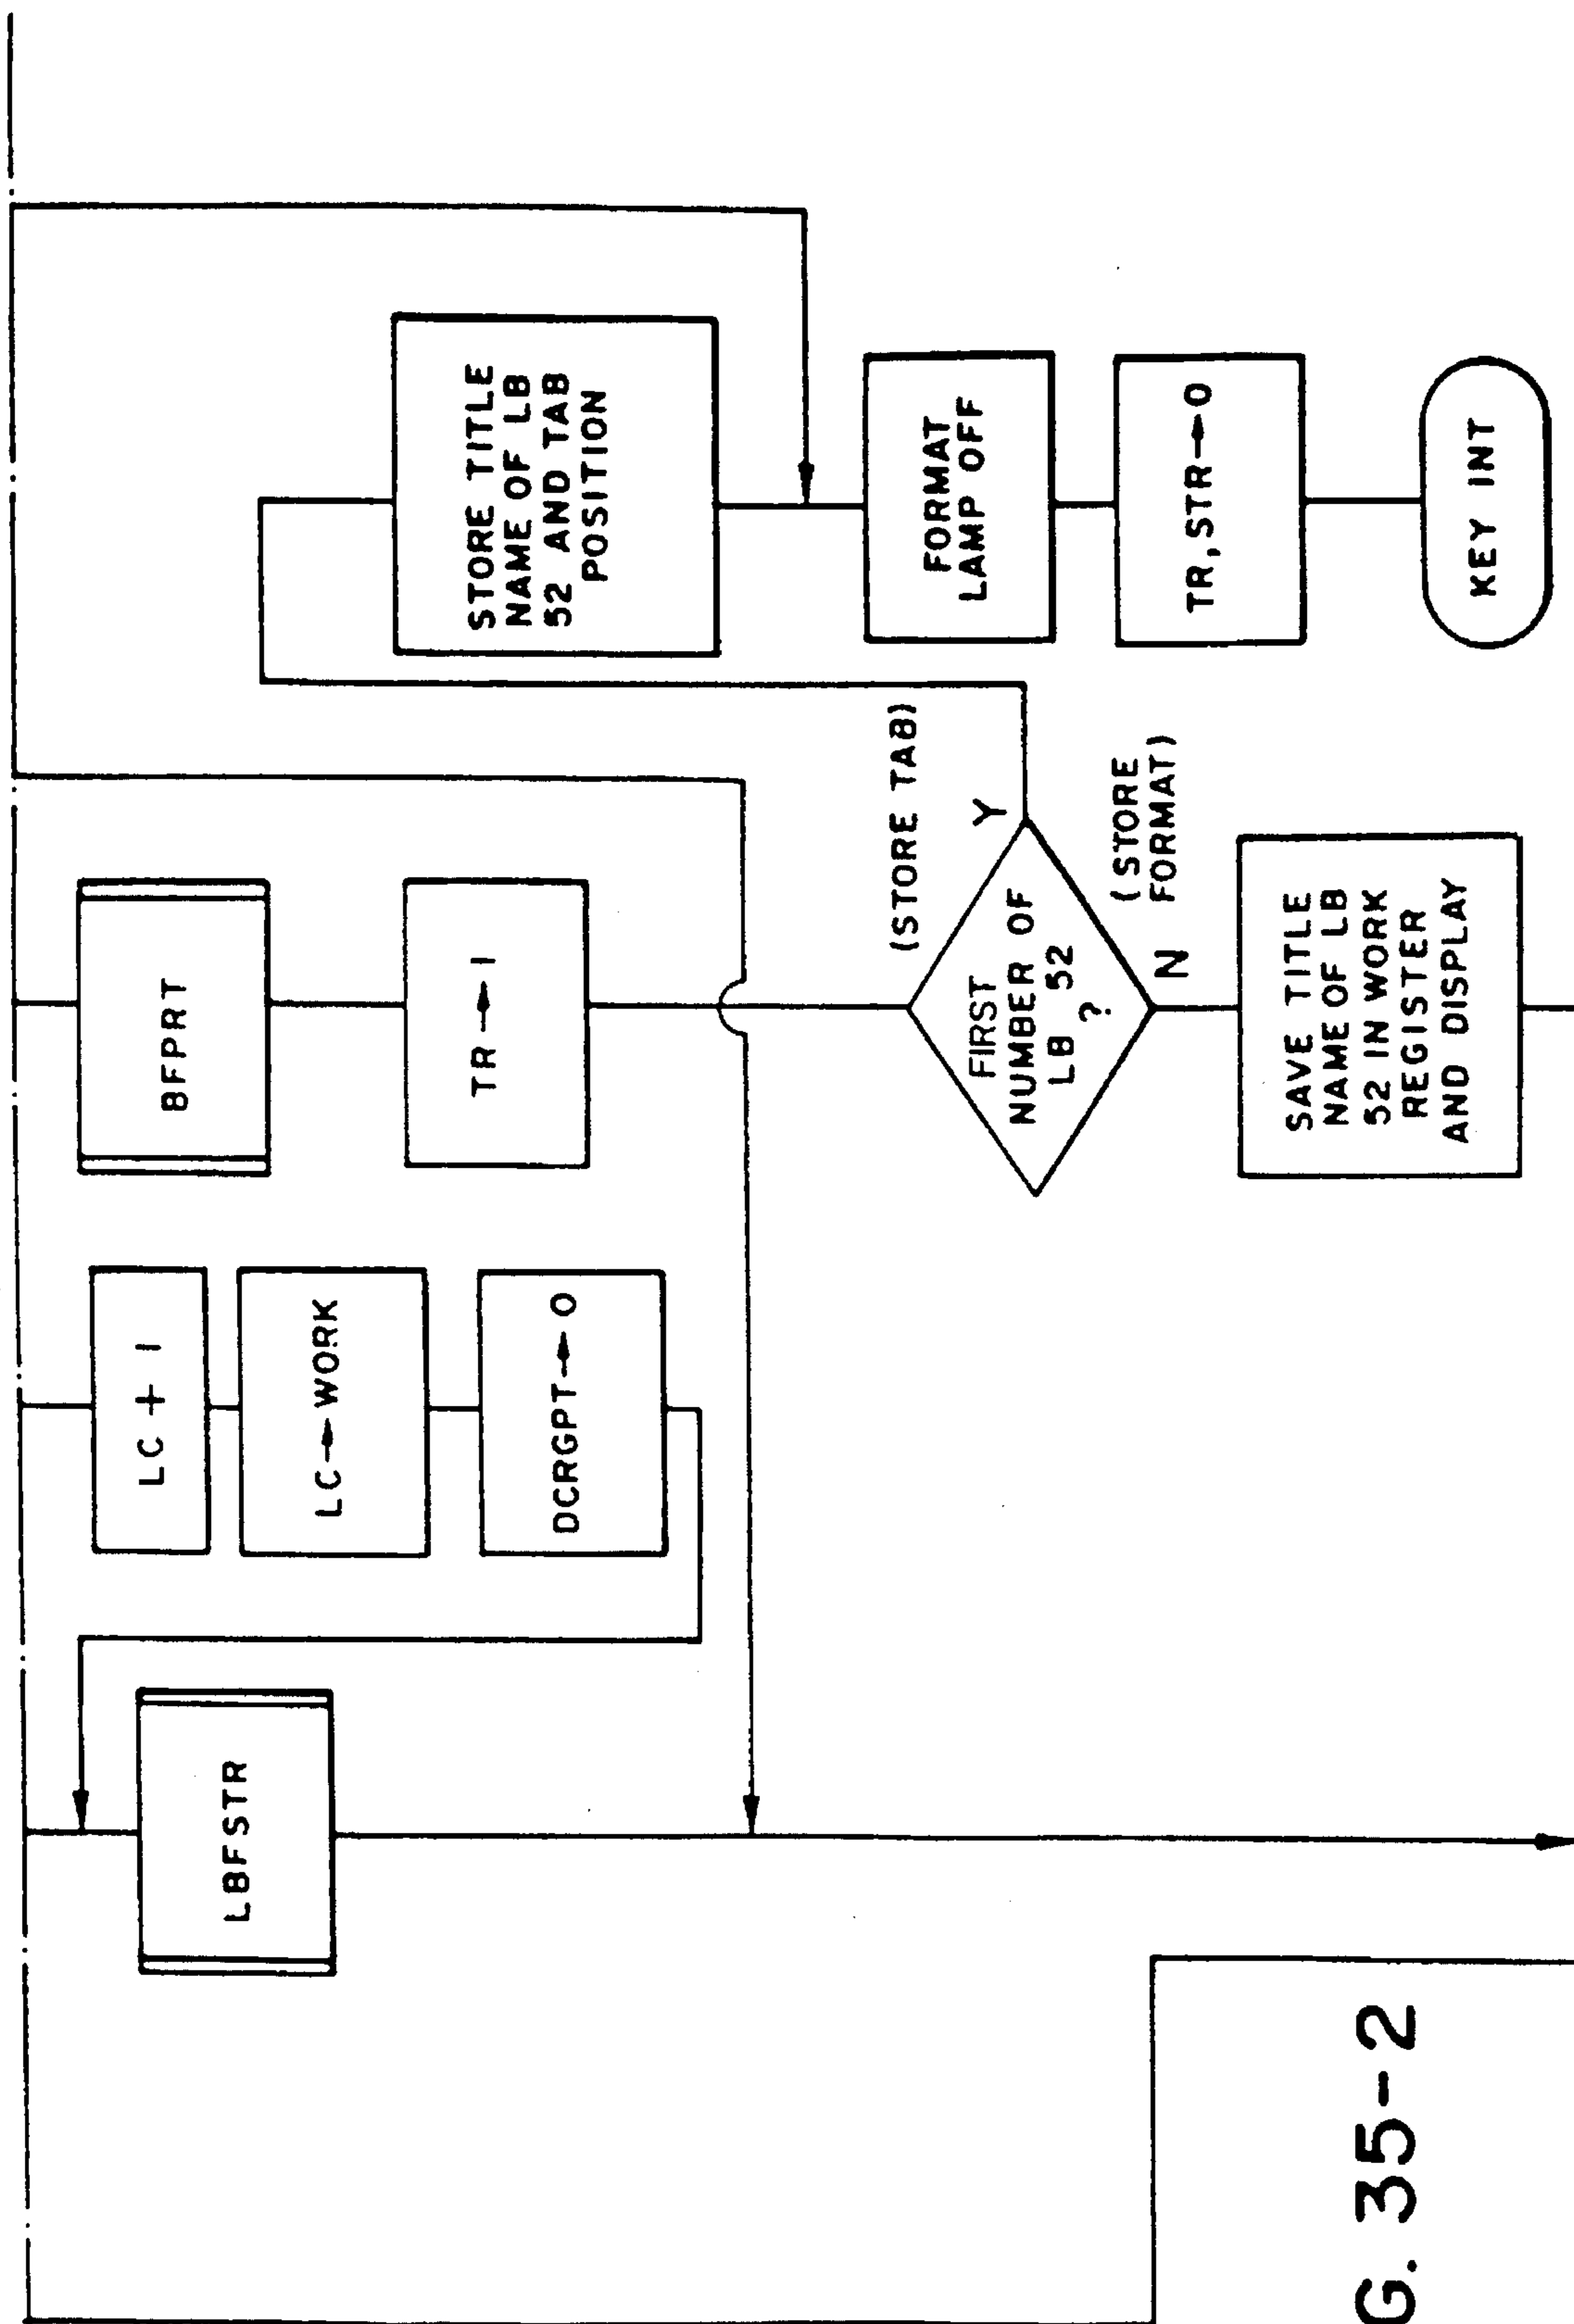 LBFSTR
LC + 1
LC→WORK
DCRGPT→0
BFPRT
TR→1
FIRST
NUMBER OF
LB 52
?
Y
(STORE TAB)
N
(STORE
FORMAT)
SAVE TITLE
NAME OF LB
52 IN WORK
REGISTER
AND DISPLAY
STORE TITLE
NAME OF LB
52 AND TAB
POSITION
FORMAT
LAMP OFF
TR,STR→0
KEY INT
G. 35-2